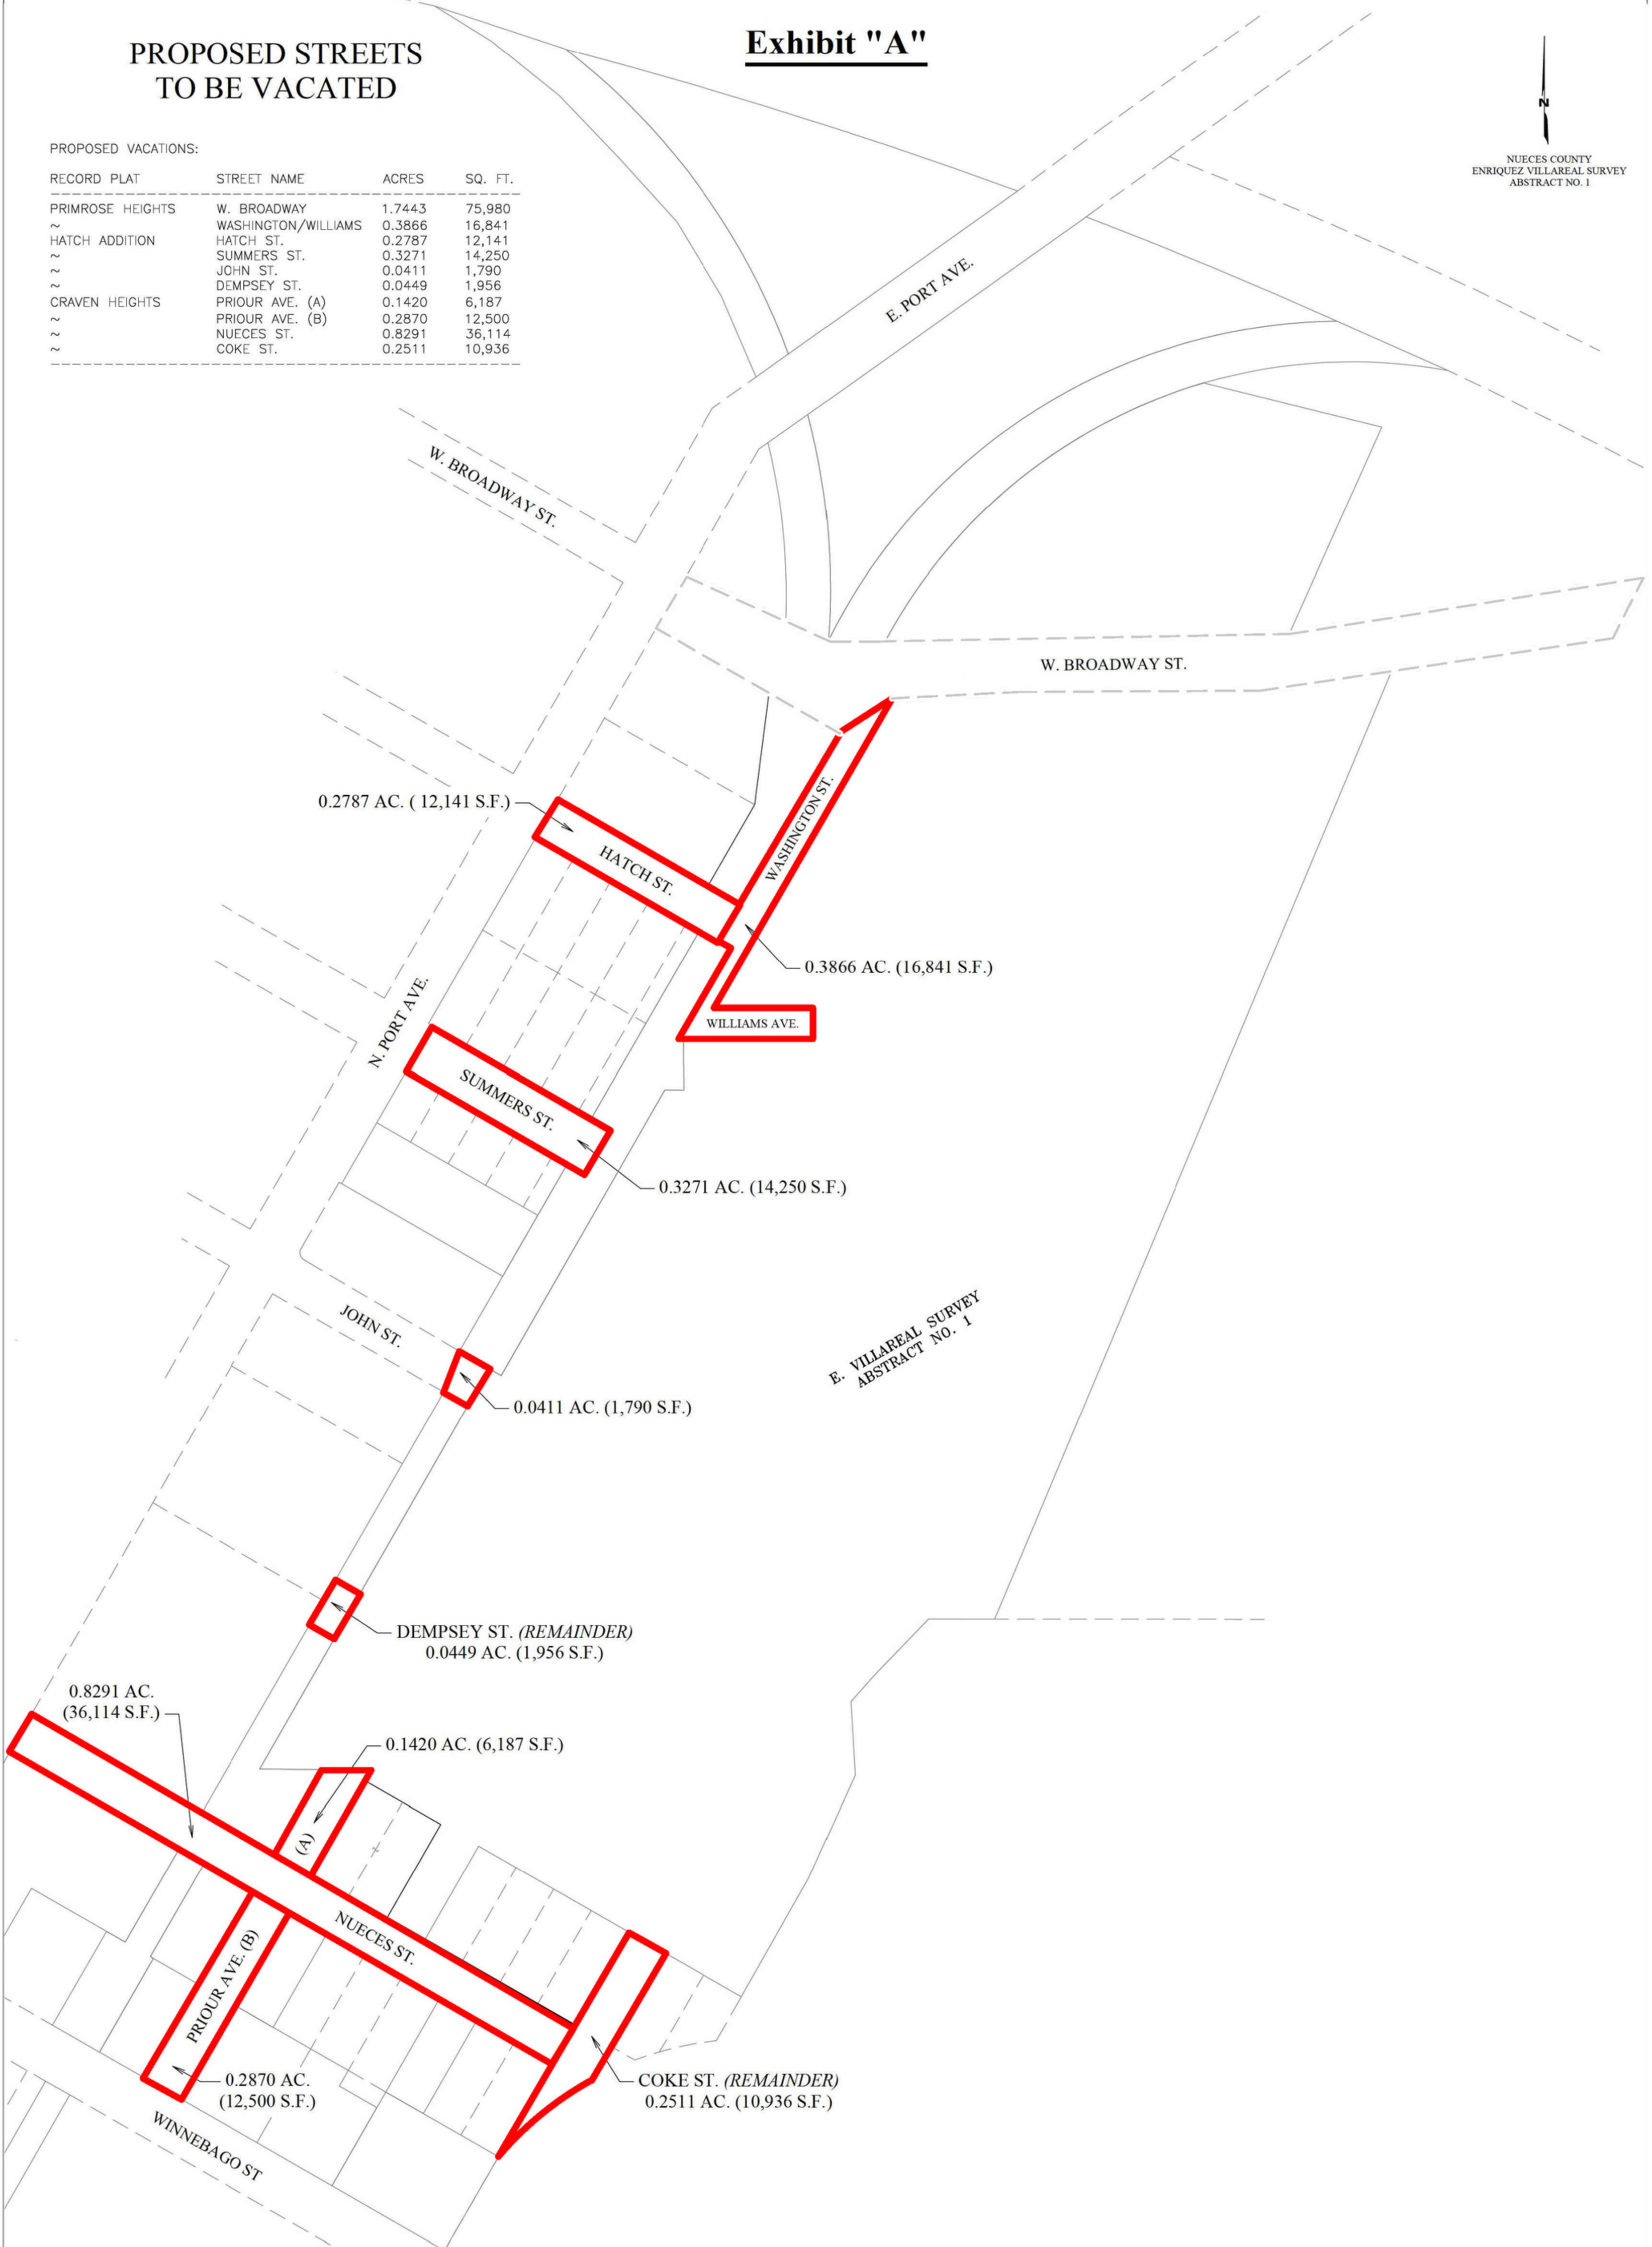 Exhibit "A"
PROPOSED STREETS
TO BE VACATED
N
NUECES COUNTY
ENRIQUEZ VILLAREAL SURVEY
ABSTRACT NO. 1
PROPOSED VACATIONS:
RECORD PLAT STREET NAME ACRES SQ. FT.
PRIMROSE HEIGHTS W. BROADWAY 1.7443 75,980
~ WASHINGTON/WILLIAMS 0.3866 16,841
HATCH ADDITION HATCH ST. 0.2787 12,141
~ SUMMERS ST. 0.3271 14,250
~ JOHN ST. 0.0411 1,790
~ DEMPSEY ST. 0.0449 1,956
CRAVEN HEIGHTS PRIOUR AVE. (A) 0.1420 6,187
~ PRIOUR AVE. (B) 0.2870 12,500
~ NUECES ST. 0.8291 36,114
~ COKE ST. 0.2511 10,936
E. PORT AVE.
W. BROADWAY ST.
W. BROADWAY ST.
0.2787 AC. ( 12,141 S.F.)
WASHINGTON ST.
HATCH ST.
0.3866 AC. (16,841 S.F.)
N. PORT AVE.
WILLIAMS AVE.
SUMMERS ST.
0.3271 AC. (14,250 S.F.)
JOHN ST.
E. VILLAREAL SURVEY
ABSTRACT NO. 1
0.0411 AC. (1,790 S.F.)
DEMPSEY ST. (REMAINDER)
0.0449 AC. (1,956 S.F.)
0.8291 AC.
(36,114 S.F.)
0.1420 AC. (6,187 S.F.)
(A)
NUECES ST.
PRIOUR AVE. (B)
0.2870 AC.
(12,500 S.F.)
COKE ST. (REMAINDER)
0.2511 AC. (10,936 S.F.)
WINNEBAGO ST